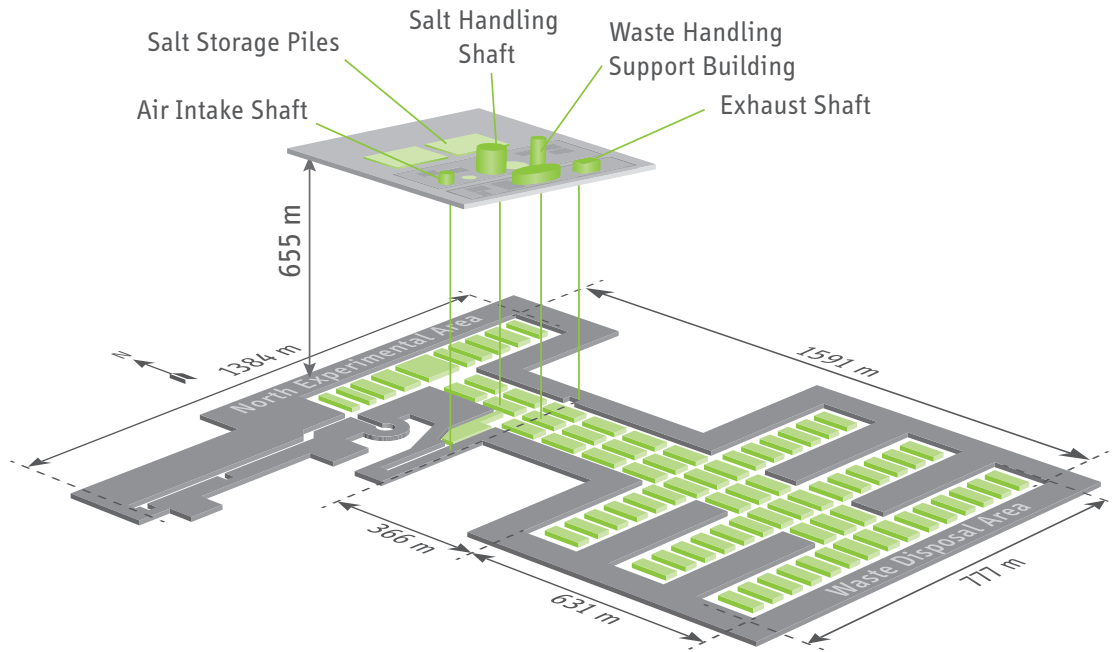 Salt Handling
Shaft
Waste Handling
Support Building
Salt Storage Piles
Exhaust Shaft
Air Intake Shaft
655 m
North Experimental Area
1384 m
N
1591 m
366 m
631 m
Waste Disposal Area
777 m